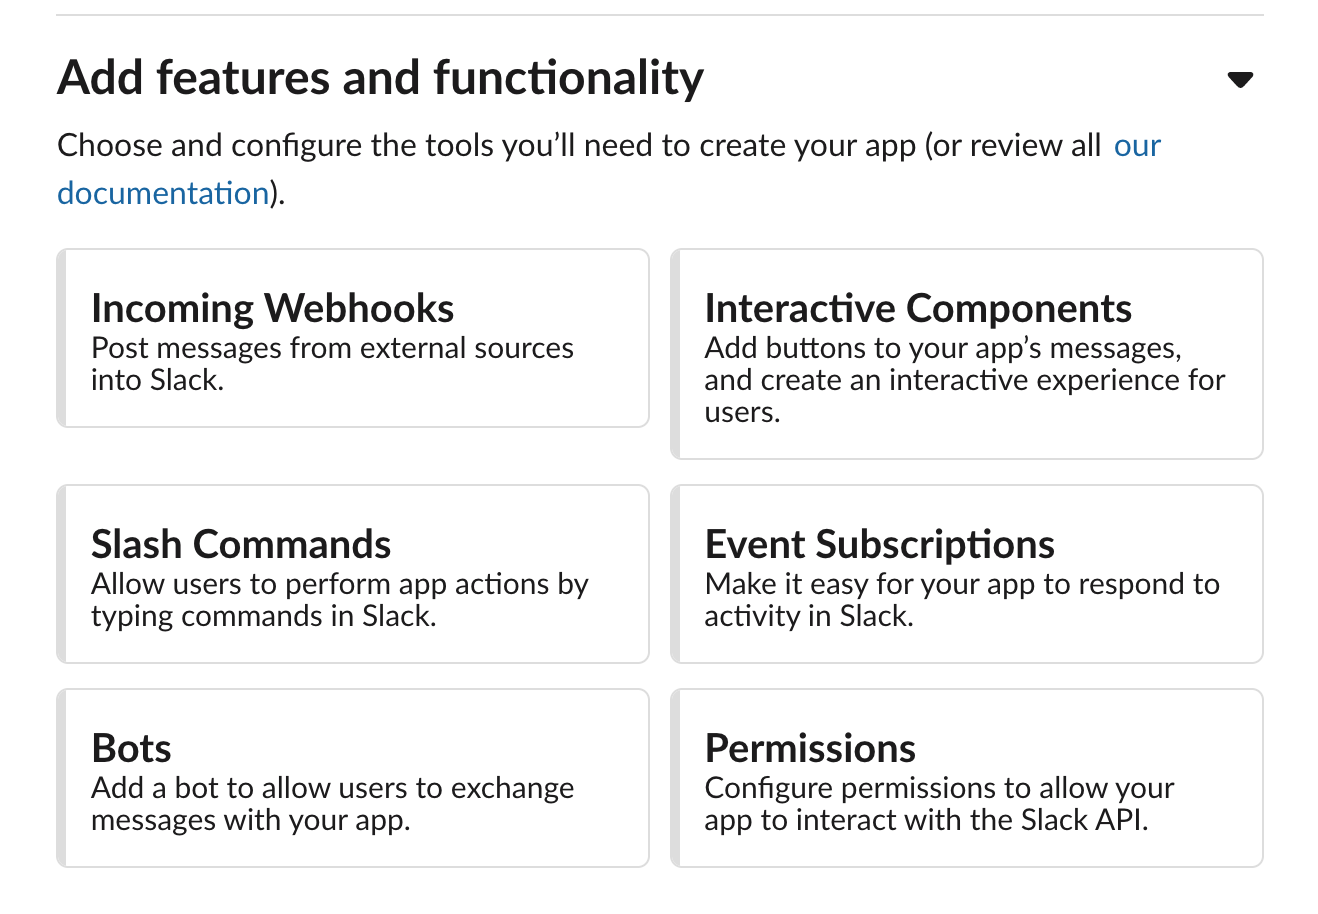 Add features and functionality
Choose and configure the tools you’ll need to create your app (or review all our
documentation).
Incoming Webhooks
Post messages from external sources
into Slack.
Interactive Components
Add buttons to your app’s messages,
and create an interactive experience for
users.
Slash Commands
Allow users to perform app actions by
typing commands in Slack.
Event Subscriptions
Make it easy for your app to respond to
activity in Slack.
Bots
Add a bot to allow users to exchange
messages with your app.
Permissions
Configure permissions to allow your
app to interact with the Slack API.